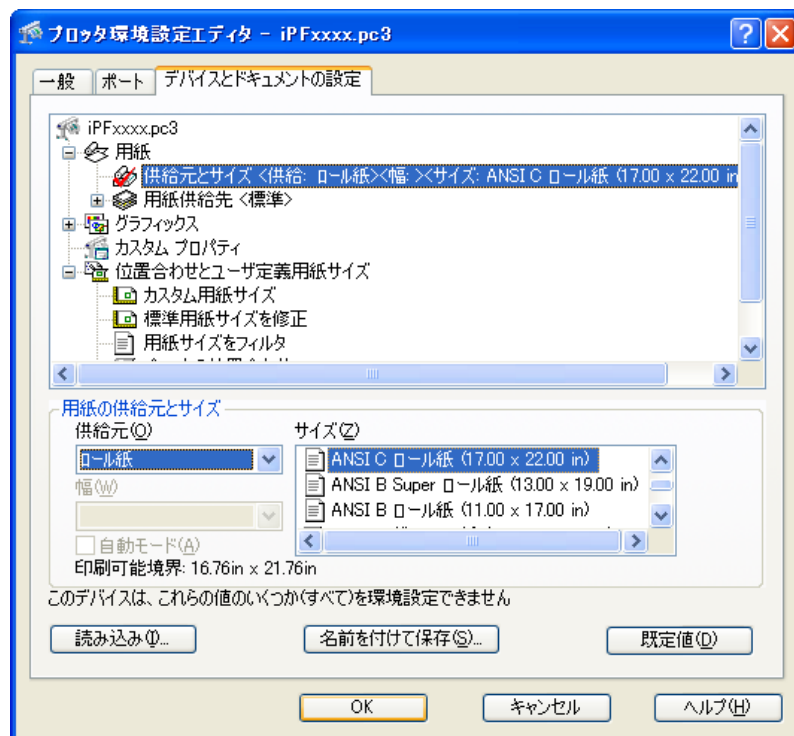 プロッタ環境設定エディタ - iPFxxxx.pc3
一般 ポート デバイスとドキュメントの設定
iPFxxxx.pc3
用紙
供給元とサイズ <供給: ロール紙><幅: ><サイズ: ANSI C ロール紙 (17.00 x 22.00 in
用紙供給先 <標準>
グラフィックス
カスタム プロパティ
位置合わせとユーザ定義用紙サイズ
カスタム用紙サイズ
標準用紙サイズを修正
用紙サイズをフィルタ
用紙の供給元とサイズ
供給元(O)
ロール紙
幅(W)
自動モード(A)
サイズ(Z)
ANSI C ロール紙 (17.00 x 22.00 in)
ANSI B Super ロール紙 (13.00 x 19.00 in)
ANSI B ロール紙 (11.00 x 17.00 in)
印刷可能境界: 16.76in x 21.76in
このデバイスは、これらの値のいくつか(すべて)を環境設定できません
読み込み(I)... 名前を付けて保存(S)... 既定値(D)
OK キャンセル ヘルプ(H)